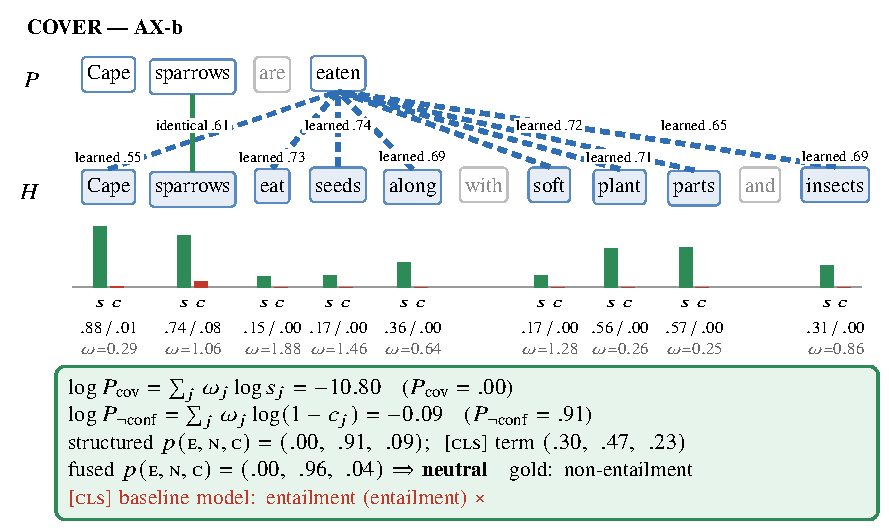 COVER — AX-b
P Cape sparrows are eaten
identical .61 learned .74 learned .72 learned .65
learned .55 learned .73 learned .69 learned .71 learned .69
H Cape sparrows eat seeds along with soft plant parts and insects
s c s c s c s c s c s c s c s c s c
.88 / .01 .74 / .08 .15 / .00 .17 / .00 .36 / .00 .17 / .00 .56 / .00 .57 / .00 .31 / .00
ω=0.29 ω=1.06 ω=1.88 ω=1.46 ω=0.64 ω=1.28 ω=0.26 ω=0.25 ω=0.86
log P_cov = ∑_j ω_j log s_j = −10.80 (P_cov = .00)
log P_¬conf = ∑_j ω_j log(1 − c_j) = −0.09 (P_¬conf = .91)
structured p(E, N, C) = (.00, .91, .09); [CLS] term (.30, .47, .23)
fused p(E, N, C) = (.00, .96, .04) ⟹ neutral gold: non-entailment
[CLS] baseline model: entailment (entailment) ×